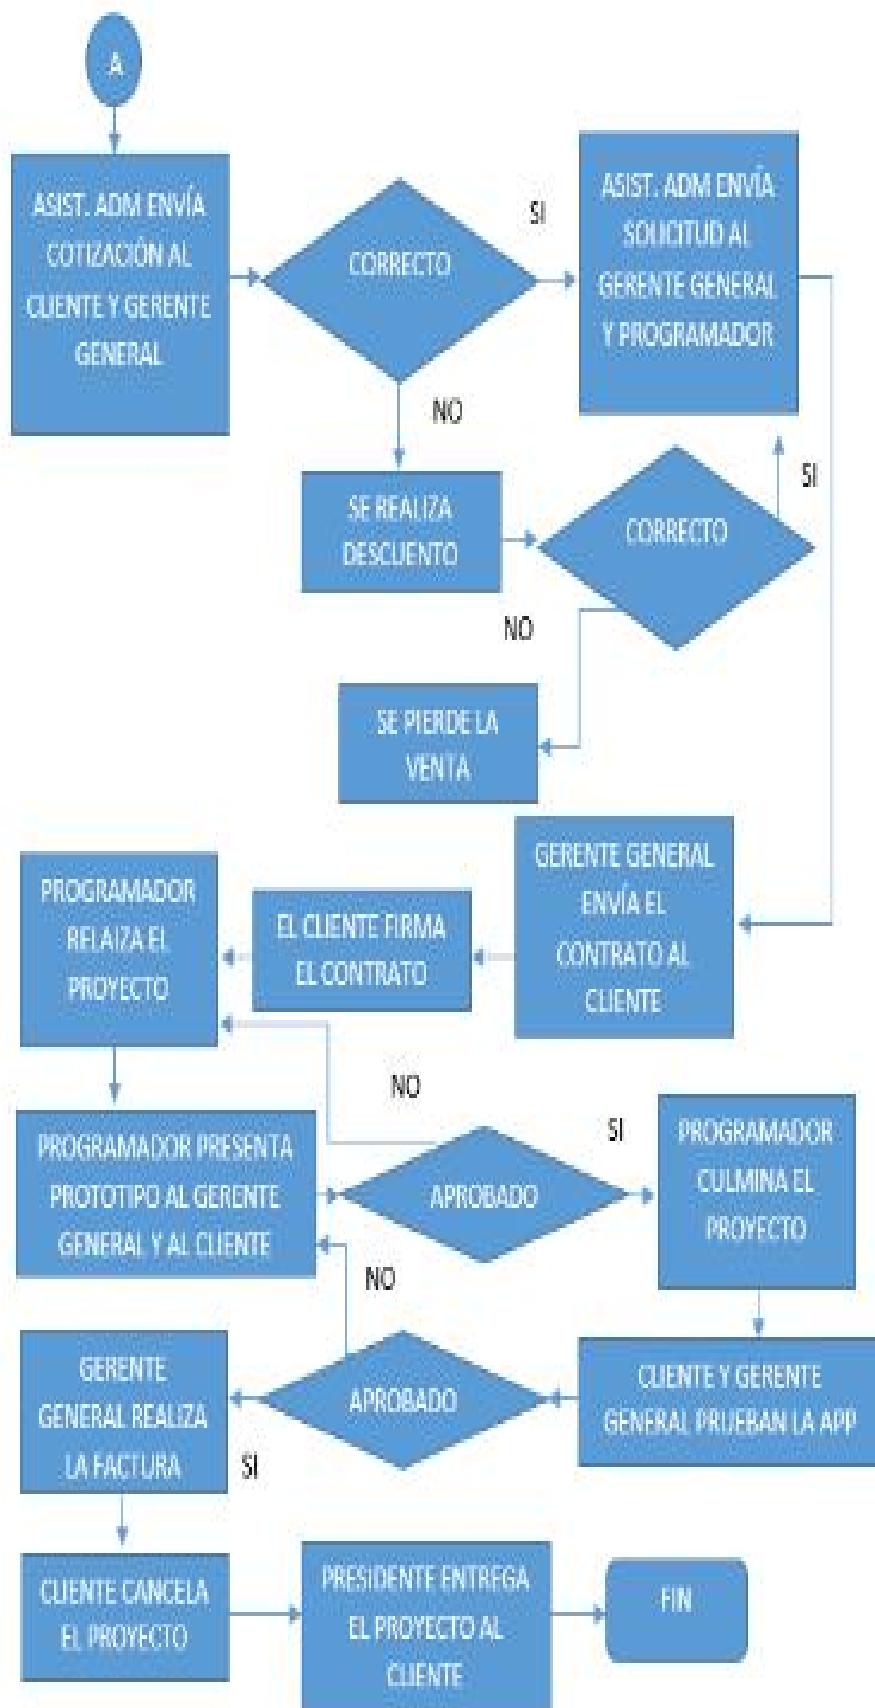 A
ASIST. ADM ENVÍA
COTIZACIÓN AL
CLIENTE Y GERENTE
GENERAL
CORRECTO
SI
ASIST. ADM ENVÍA
SOLICITUD AL
GERENTE GENERAL
Y PROGRAMADOR
NO
SE REALIZA
DESCUENTO
CORRECTO
SI
NO
SE PIERDE LA
VENTA
GERENTE GENERAL
ENVÍA EL
CONTRATO AL
CLIENTE
EL CLIENTE FIRMA
EL CONTRATO
PROGRAMADOR
RELAIZA EL
PROYECTO
NO
PROGRAMADOR PRESENTA
PROTOTIPO AL GERENTE
GENERAL Y AL CLIENTE
APROBADO
SI
PROGRAMADOR
CULMINA EL
PROYECTO
NO
CLIENTE Y GERENTE
GENERAL PRUEBAN LA APP
APROBADO
SI
GERENTE
GENERAL REALIZA
LA FACTURA
CLIENTE CANCELA
EL PROYECTO
PRESIDENTE ENTREGA
EL PROYECTO AL
CLIENTE
FIN